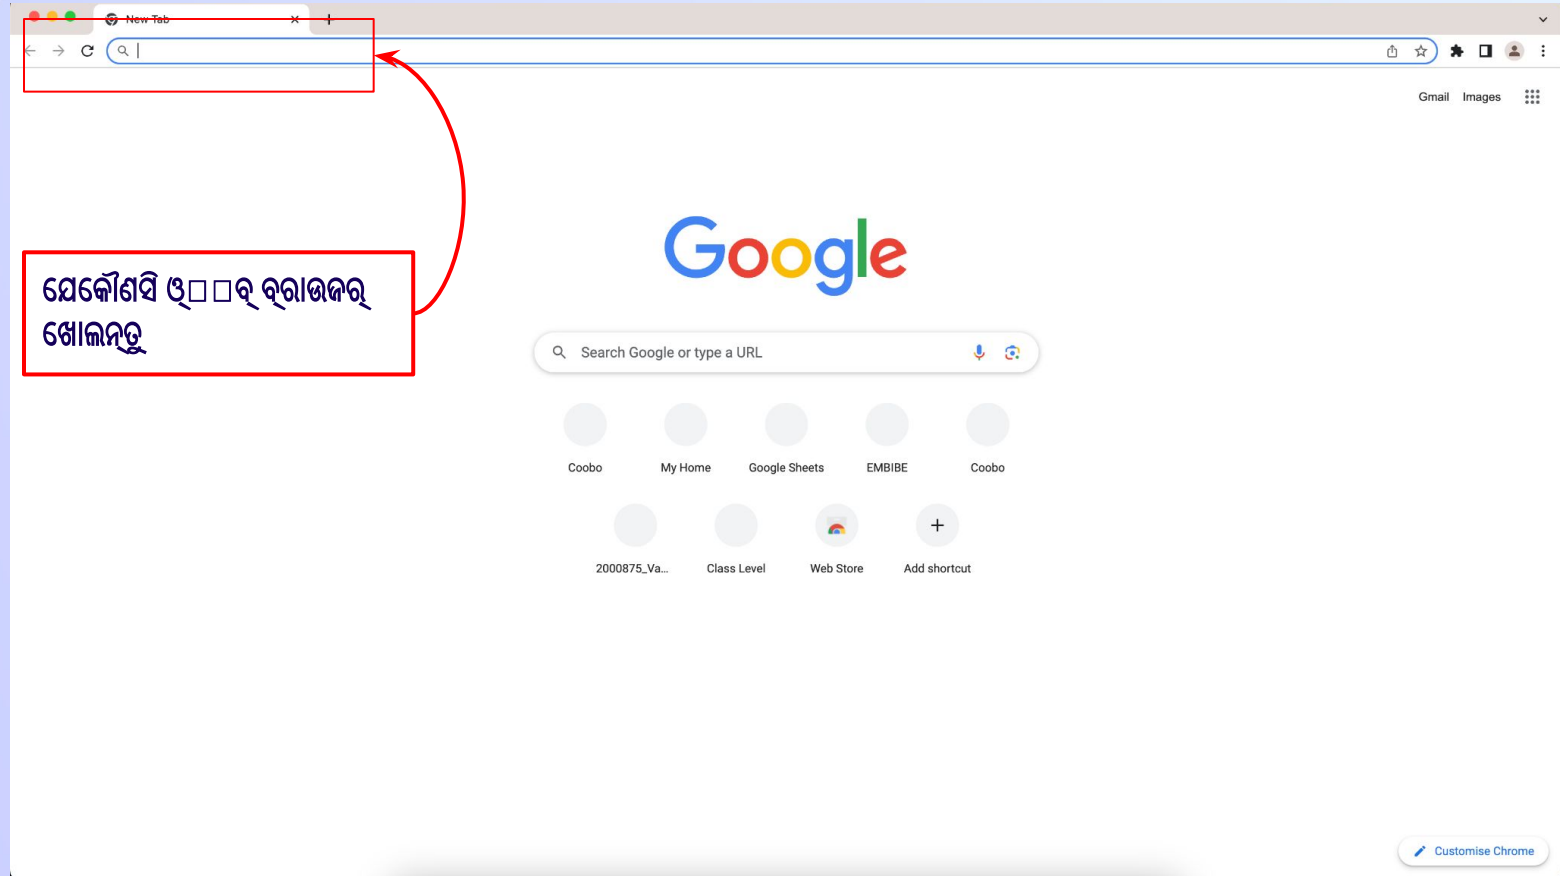 New Tab
Gmail Images
Google
ଯେକୌଣସି
ବ୍ରାଉଜର୍
ଖୋଲନ୍ତୁ
Search Google or type a URL
Coobo My Home Google Sheets EMBIBE Coobo
2000875_Va... Class Level Web Store Add shortcut
Customise Chrome